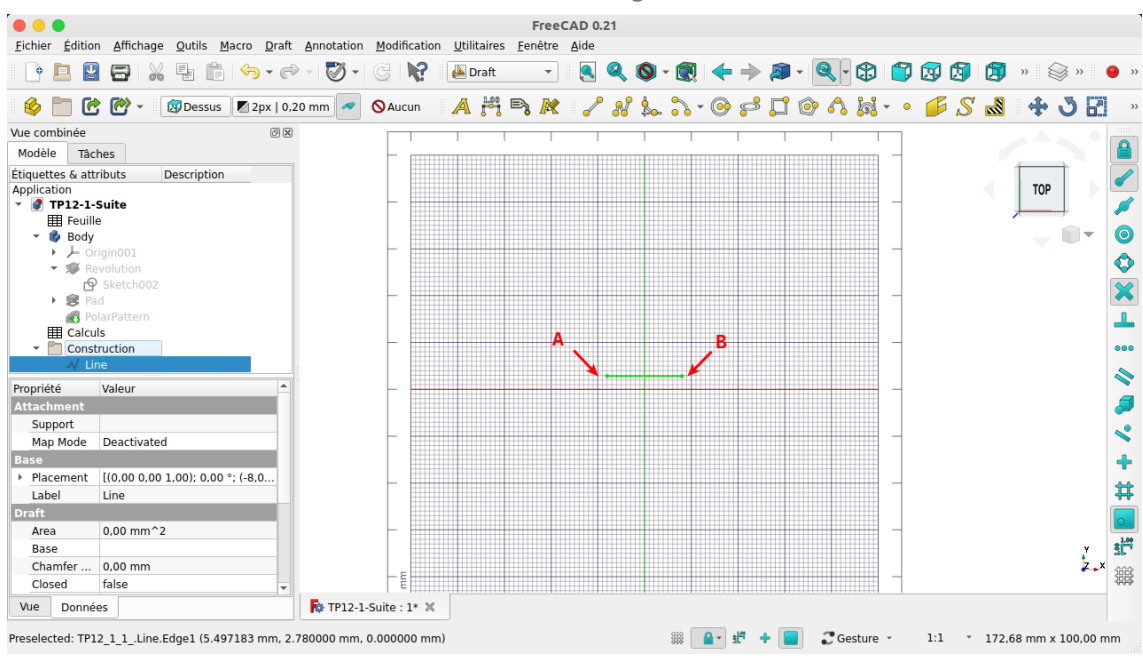 FreeCAD 0.21
Fichier Édition Affichage Outils Macro Draft Annotation Modification Utilitaires Fenêtre Aide
Draft » »
Dessus 2px | 0,20 mm Aucun A 1.00 S »
Vue combinée
Modèle Tâches
Étiquettes & attributs Description
Application
TP12-1-Suite
Feuille
Body
Origin001
Revolution
Sketch002
Pad
PolarPattern
Calculs
Construction
Line
Propriété Valeur
Attachment
Support
Map Mode Deactivated
Base
Placement [(0,00 0,00 1,00); 0,00 °; (-8,0...
Label Line
Draft
Area 0,00 mm^2
Base
Chamfer ... 0,00 mm
Closed false
Vue Données
A
B
mm
TOP
1.00
Y
Z X
TP12-1-Suite : 1*
Preselected: TP12_1_1_.Line.Edge1 (5.497183 mm, 2.780000 mm, 0.000000 mm) Gesture 1:1 172,68 mm x 100,00 mm